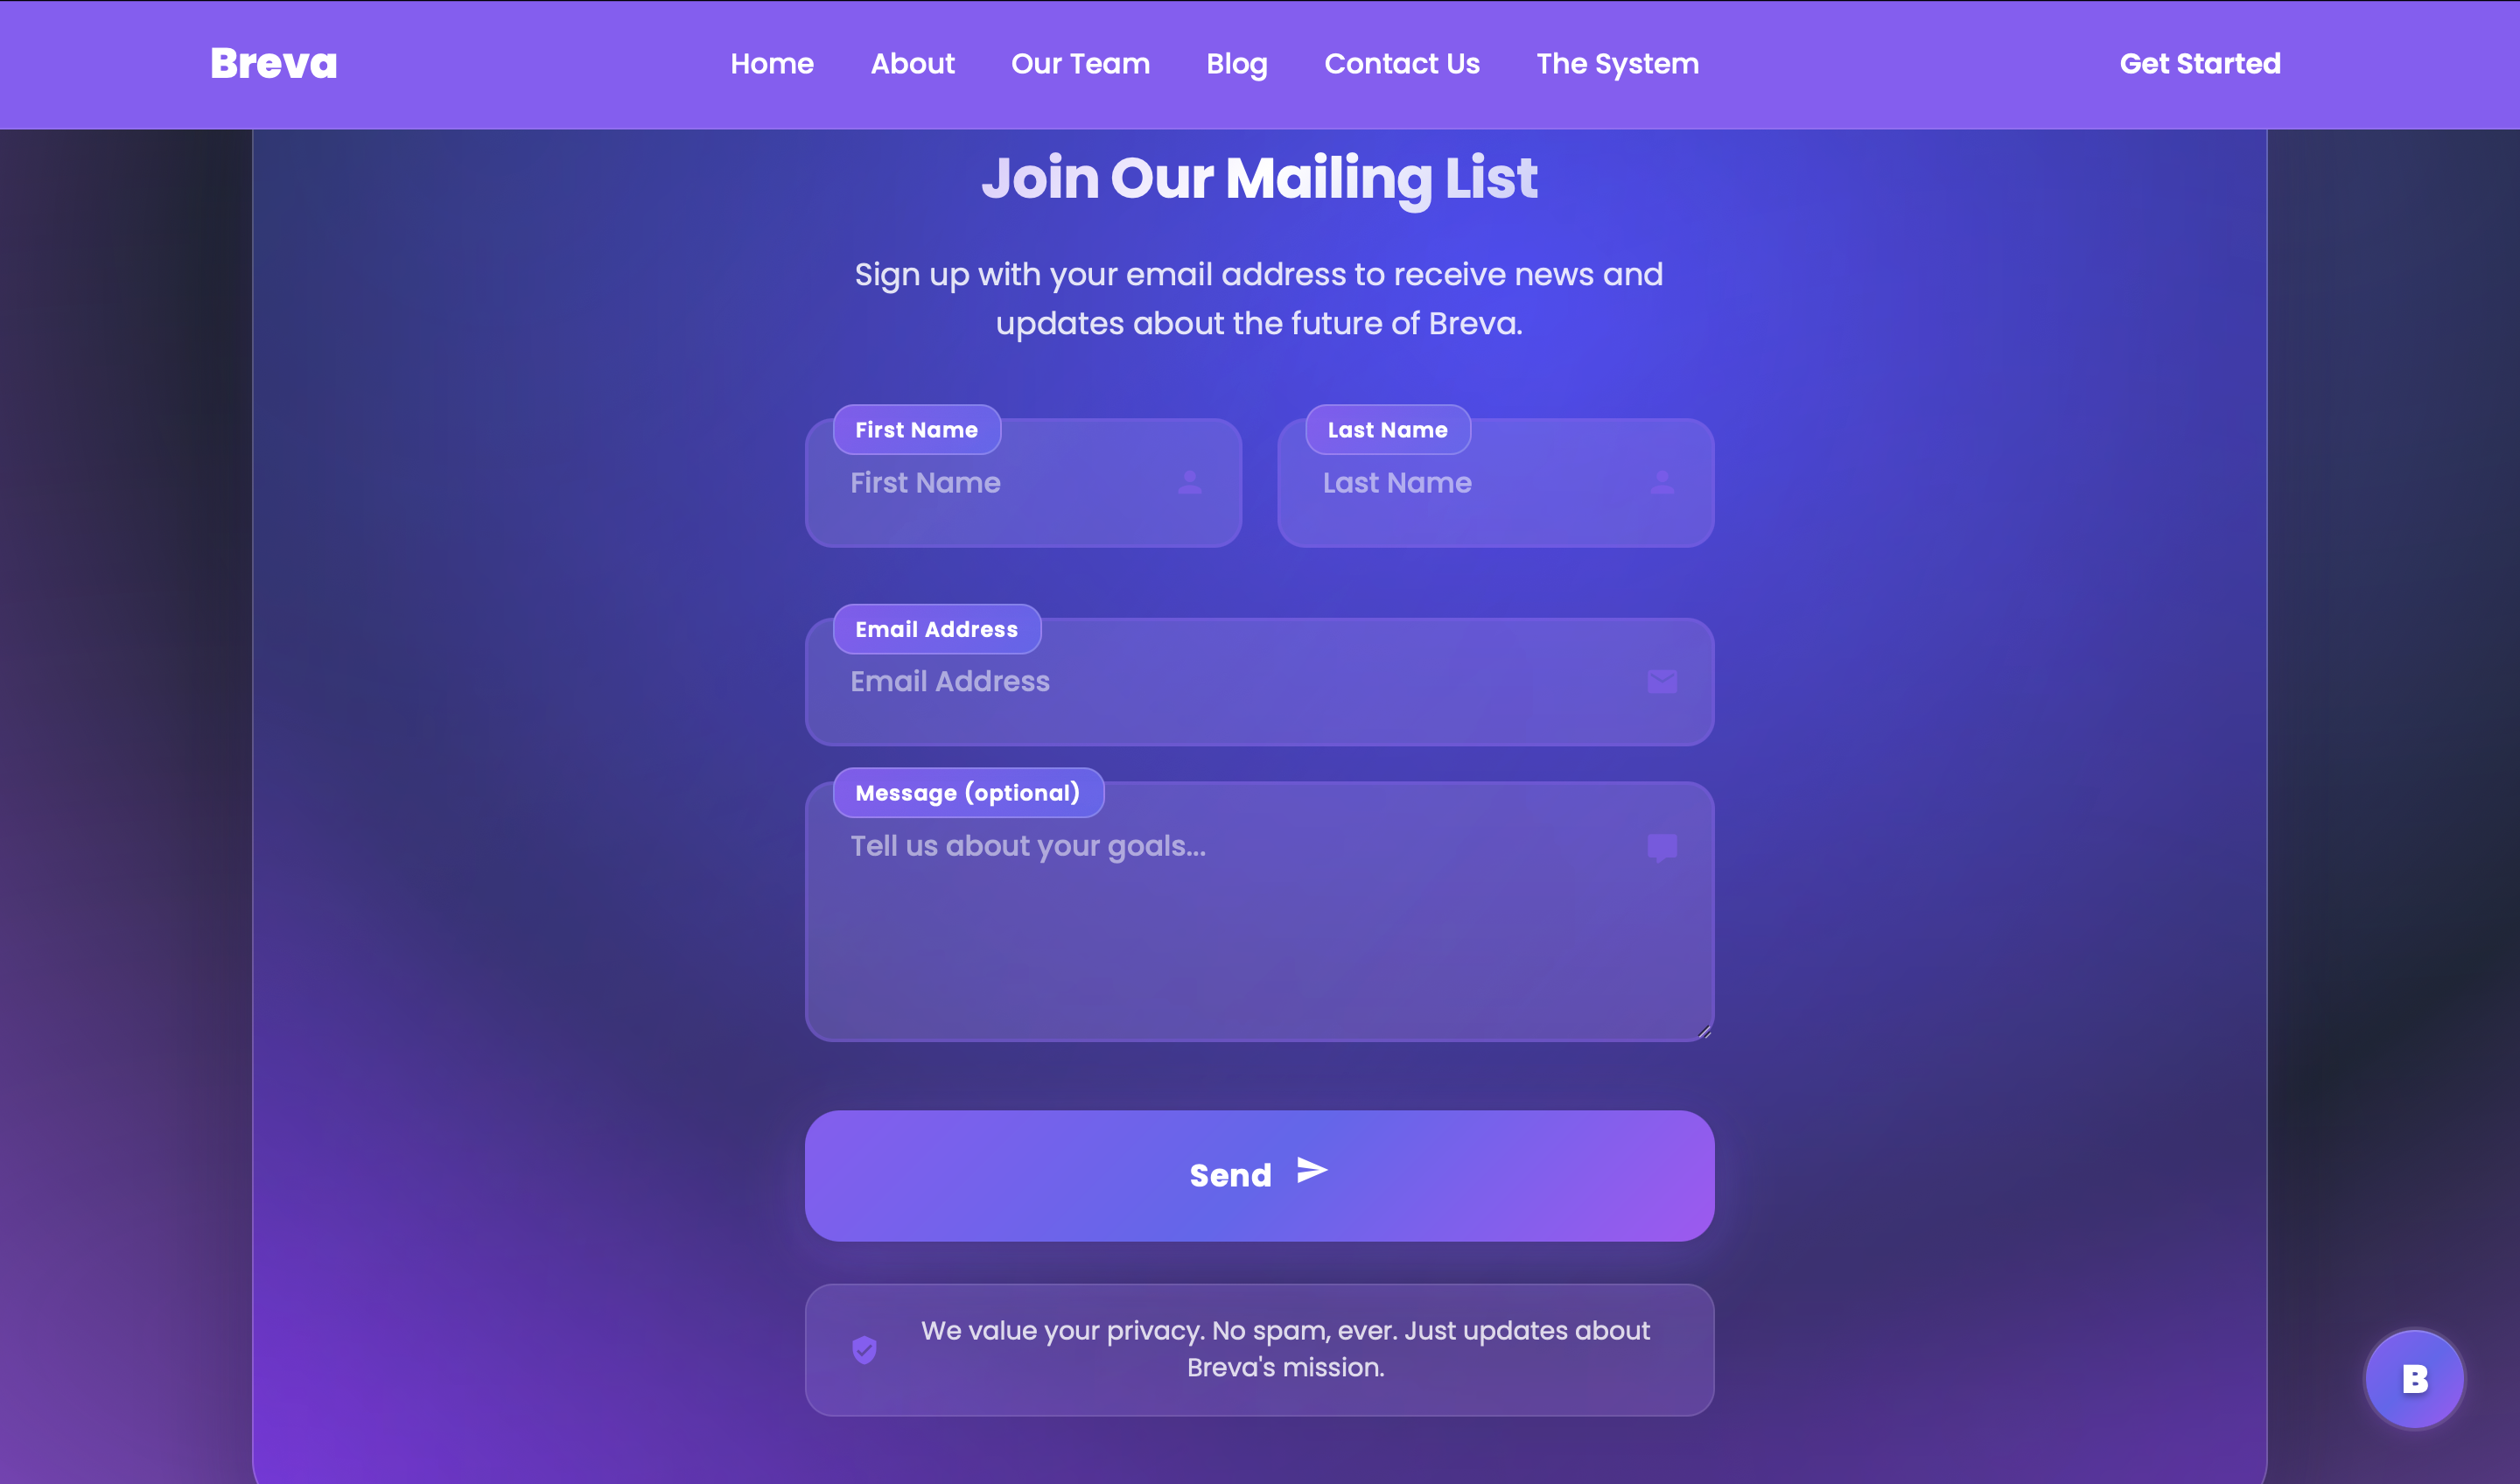 Breva
Home About Our Team Blog Contact Us The System
Get Started
Join Our Mailing List
Sign up with your email address to receive news and
updates about the future of Breva.
First Name
First Name
Last Name
Last Name
Email Address
Email Address
Message (optional)
Tell us about your goals...
Send
We value your privacy. No spam, ever. Just updates about
Breva's mission.
B